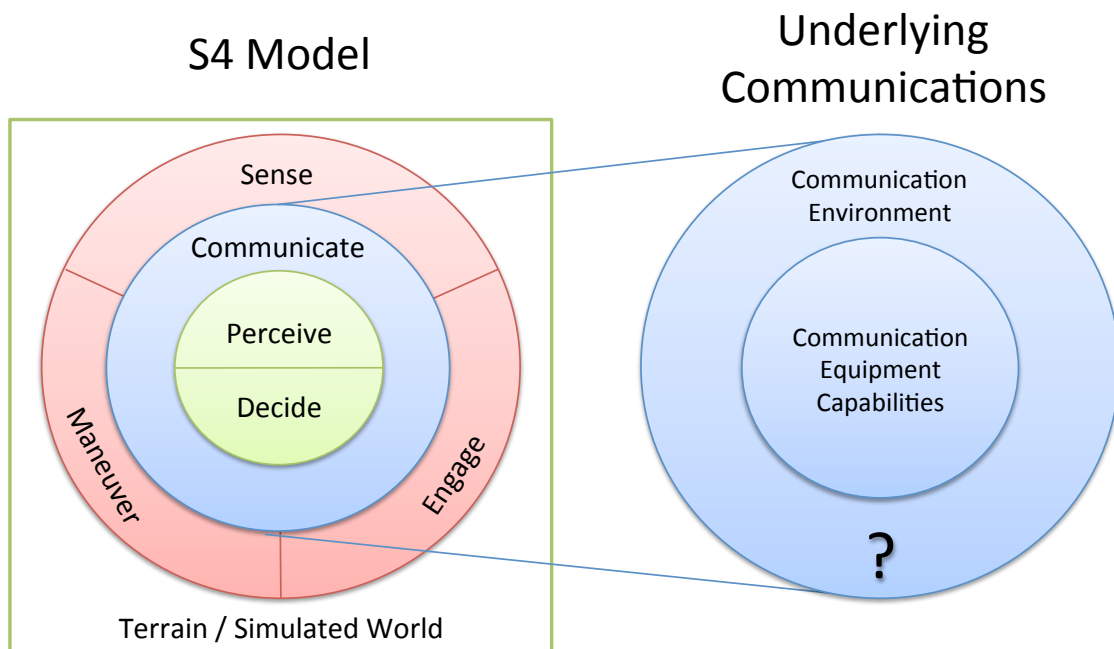 S4 Model
Sense
Communicate
Perceive
Decide
Maneuver
Engage
Terrain / Simulated World
Underlying
Communications
Communication
Environment
Communication
Equipment
Capabilities
?